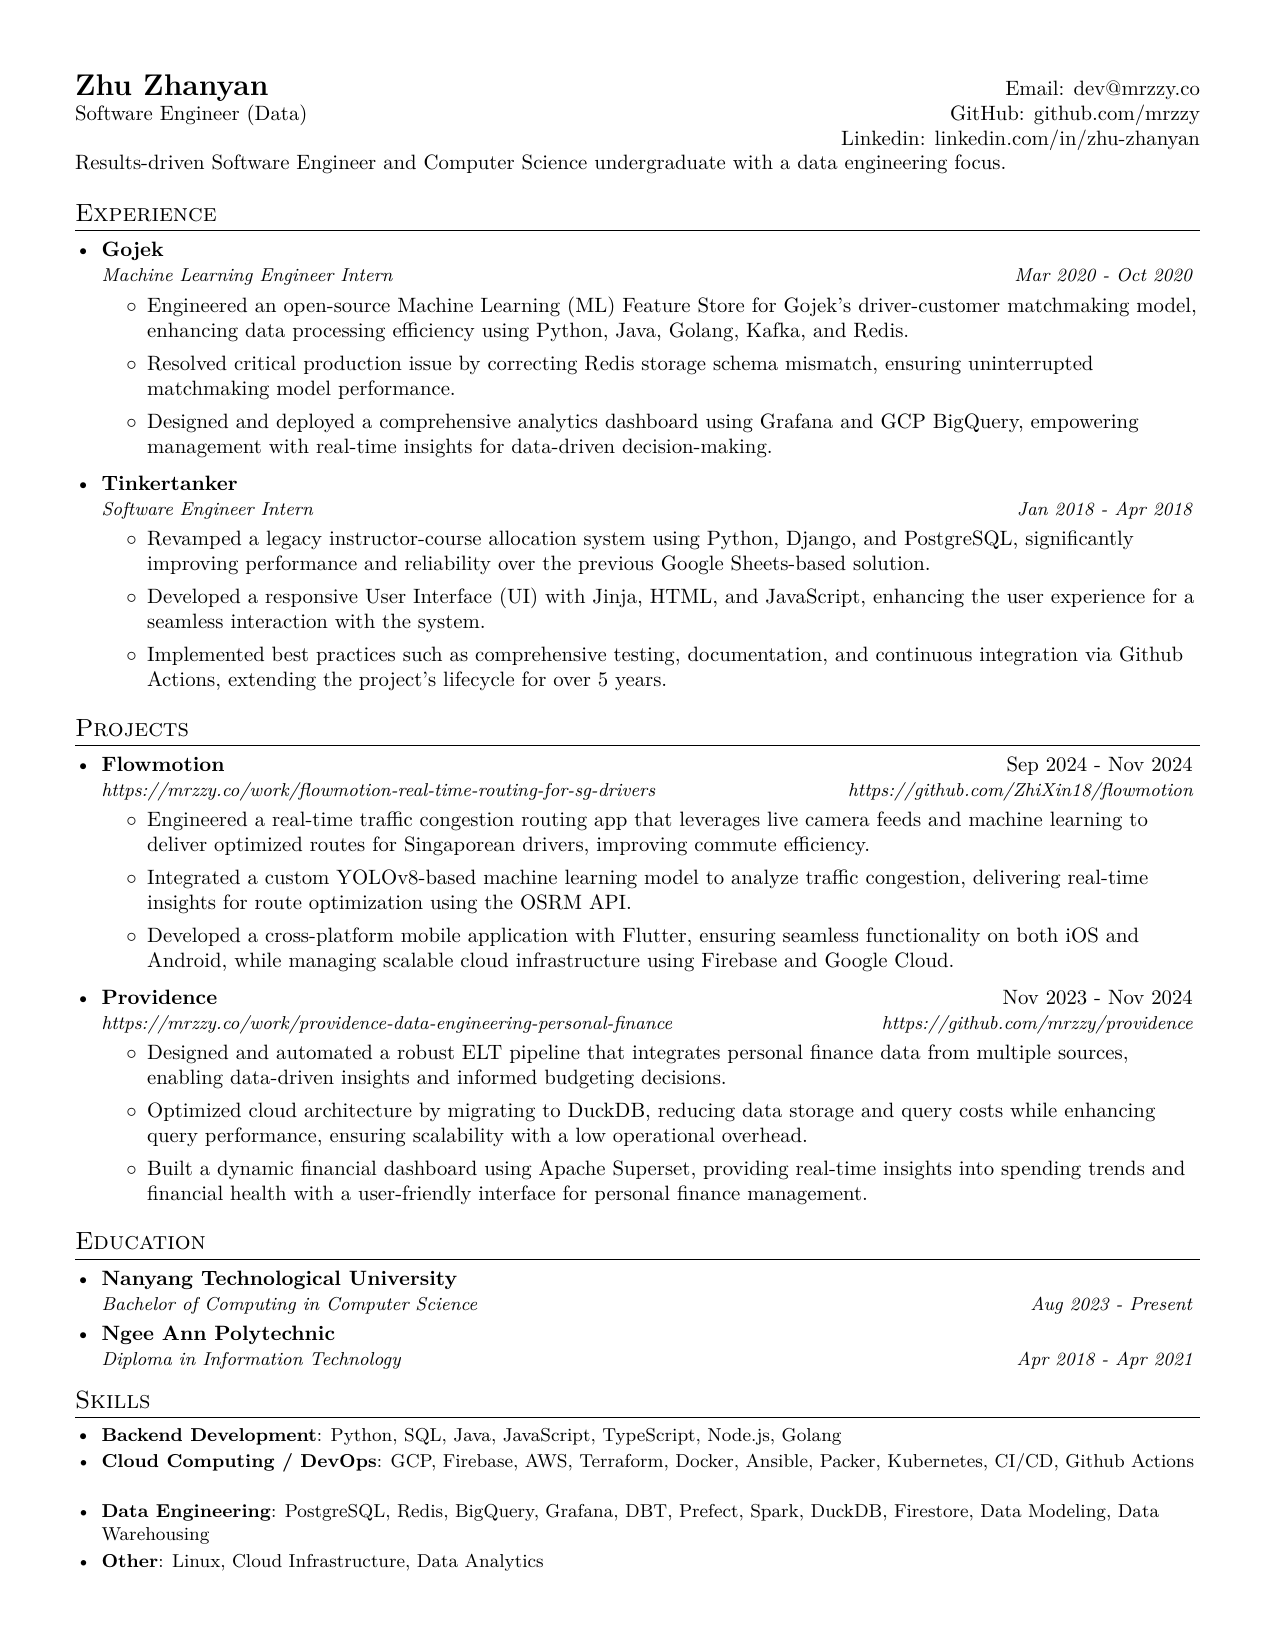 Zhu Zhanyan
Email: dev@mrzzy.co
Software Engineer (Data)
GitHub: github.com/mrzzy
Linkedin: linkedin.com/in/zhu-zhanyan
Results-driven Software Engineer and Computer Science undergraduate with a data engineering focus.
Experience
• Gojek
Machine Learning Engineer Intern Mar 2020 - Oct 2020
○ Engineered an open-source Machine Learning (ML) Feature Store for Gojek's driver-customer matchmaking model,
enhancing data processing efficiency using Python, Java, Golang, Kafka, and Redis.
○ Resolved critical production issue by correcting Redis storage schema mismatch, ensuring uninterrupted
matchmaking model performance.
○ Designed and deployed a comprehensive analytics dashboard using Grafana and GCP BigQuery, empowering
management with real-time insights for data-driven decision-making.
• Tinkertanker
Software Engineer Intern Jan 2018 - Apr 2018
○ Revamped a legacy instructor-course allocation system using Python, Django, and PostgreSQL, significantly
improving performance and reliability over the previous Google Sheets-based solution.
○ Developed a responsive User Interface (UI) with Jinja, HTML, and JavaScript, enhancing the user experience for a
seamless interaction with the system.
○ Implemented best practices such as comprehensive testing, documentation, and continuous integration via Github
Actions, extending the project's lifecycle for over 5 years.
Projects
• Flowmotion Sep 2024 - Nov 2024
https://mrzzy.co/work/flowmotion-real-time-routing-for-sg-drivers https://github.com/ZhiXin18/flowmotion
○ Engineered a real-time traffic congestion routing app that leverages live camera feeds and machine learning to
deliver optimized routes for Singaporean drivers, improving commute efficiency.
○ Integrated a custom YOLOv8-based machine learning model to analyze traffic congestion, delivering real-time
insights for route optimization using the OSRM API.
○ Developed a cross-platform mobile application with Flutter, ensuring seamless functionality on both iOS and
Android, while managing scalable cloud infrastructure using Firebase and Google Cloud.
• Providence Nov 2023 - Nov 2024
https://mrzzy.co/work/providence-data-engineering-personal-finance https://github.com/mrzzy/providence
○ Designed and automated a robust ELT pipeline that integrates personal finance data from multiple sources,
enabling data-driven insights and informed budgeting decisions.
○ Optimized cloud architecture by migrating to DuckDB, reducing data storage and query costs while enhancing
query performance, ensuring scalability with a low operational overhead.
○ Built a dynamic financial dashboard using Apache Superset, providing real-time insights into spending trends and
financial health with a user-friendly interface for personal finance management.
Education
• Nanyang Technological University
Bachelor of Computing in Computer Science Aug 2023 - Present
• Ngee Ann Polytechnic
Diploma in Information Technology Apr 2018 - Apr 2021
Skills
• Backend Development: Python, SQL, Java, JavaScript, TypeScript, Node.js, Golang
• Cloud Computing / DevOps: GCP, Firebase, AWS, Terraform, Docker, Ansible, Packer, Kubernetes, CI/CD, Github Actions
• Data Engineering: PostgreSQL, Redis, BigQuery, Grafana, DBT, Prefect, Spark, DuckDB, Firestore, Data Modeling, Data
Warehousing
• Other: Linux, Cloud Infrastructure, Data Analytics